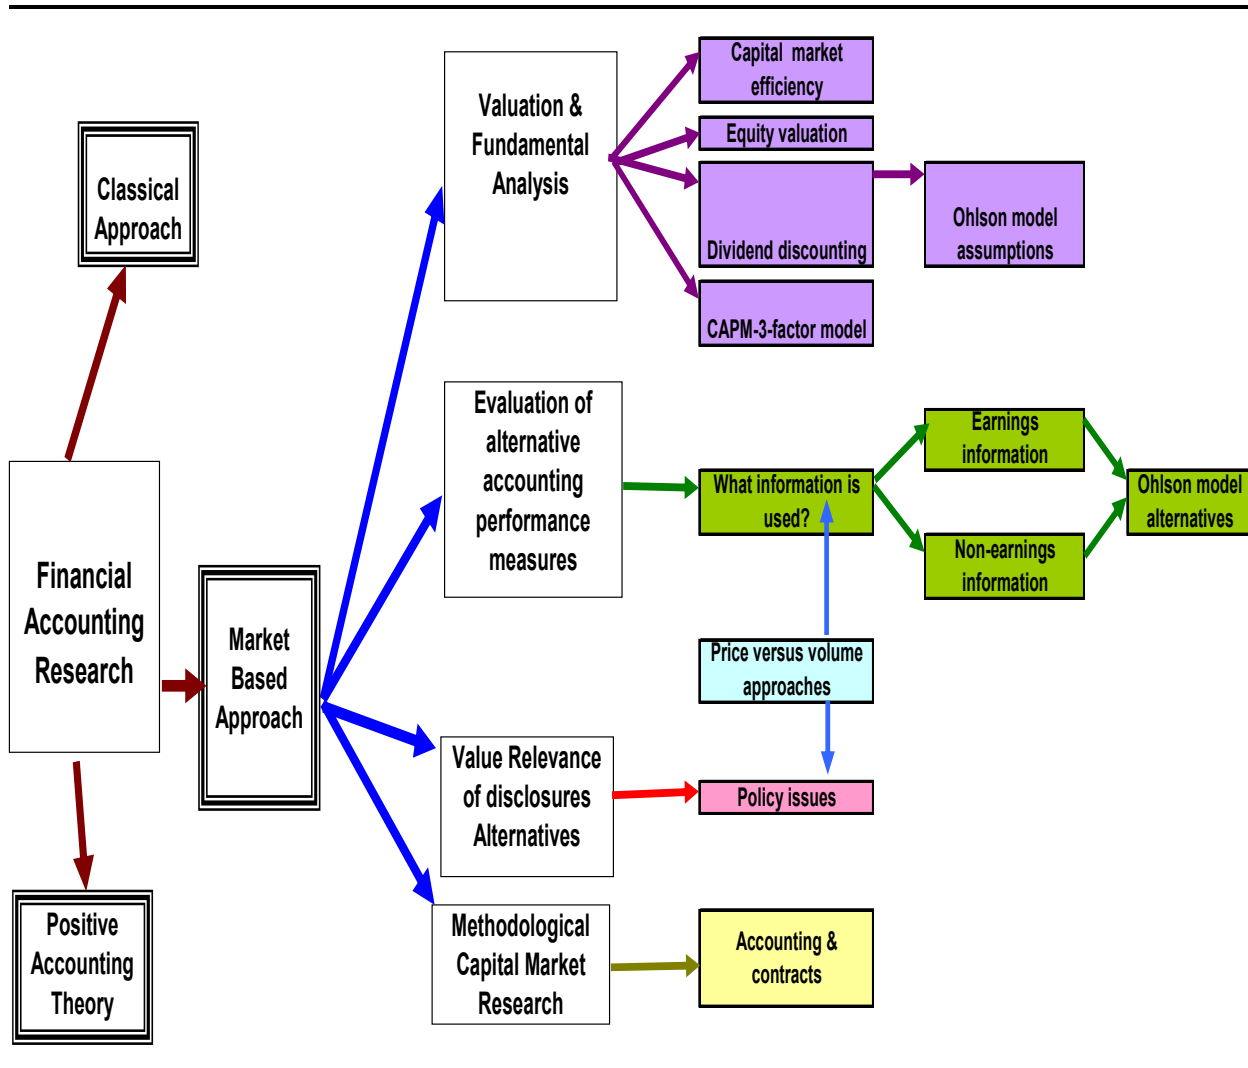 Classical
Approach
Financial
Accounting
Research
Positive
Accounting
Theory
Market
Based
Approach
Valuation &
Fundamental
Analysis
Capital market
efficiency
Equity valuation
Dividend discounting
CAPM-3-factor model
Ohlson model
assumptions
Evaluation of
alternative
accounting
performance
measures
What information is
used?
Earnings
information
Non-earnings
information
Ohlson model
alternatives
Price versus volume
approaches
Value Relevance
of disclosures
Alternatives
Policy issues
Methodological
Capital Market
Research
Accounting &
contracts